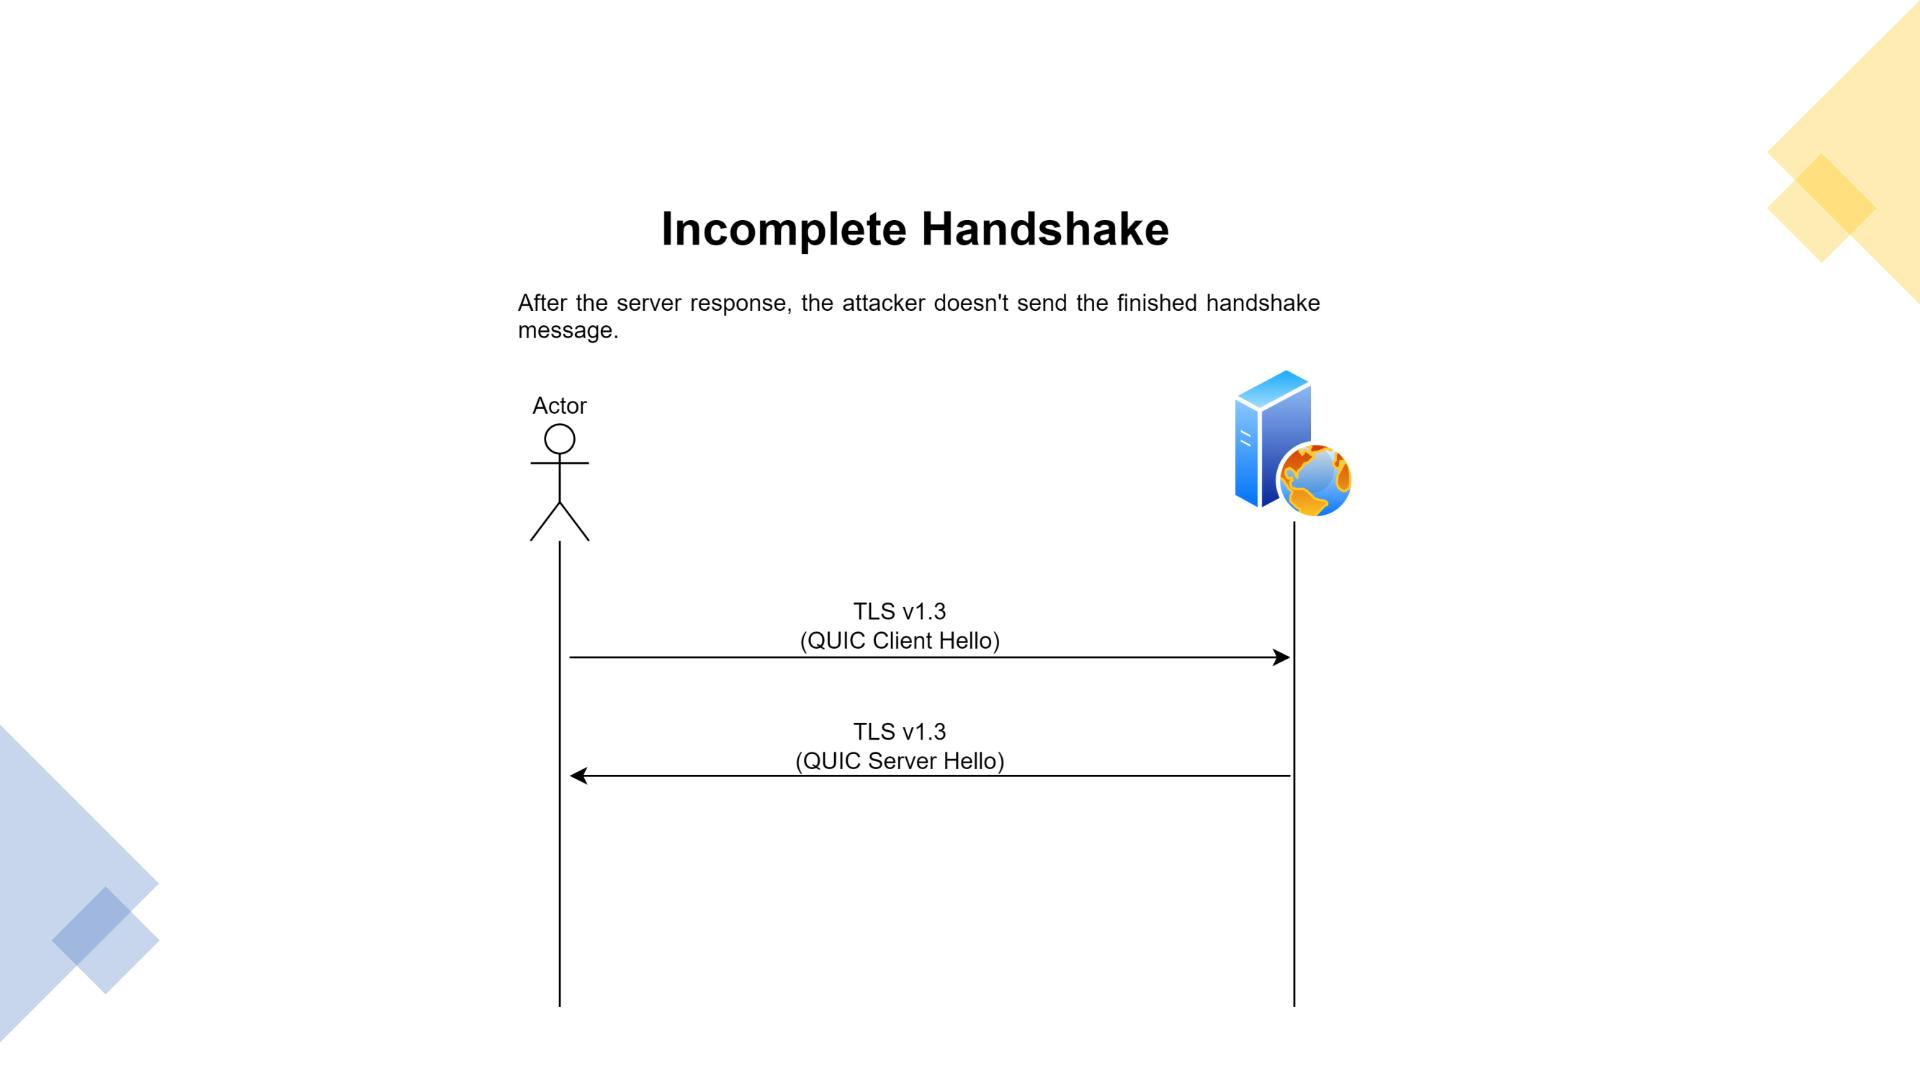 Incomplete Handshake
After the server response, the attacker doesn't send the finished handshake
message.
Actor
TLS v1.3
(QUIC Client Hello)
TLS v1.3
(QUIC Server Hello)